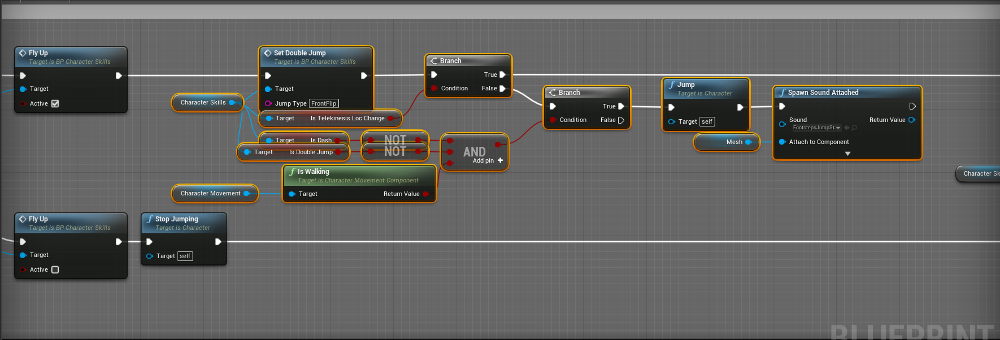 Fly Up
Target is BP Character Skills
Target
Active
Character Skills
Set Double Jump
Target is BP Character Skills
Target
Jump Type FrontFlip
Target Is Telekinesis Loc Change
Target Is Dash
Target Is Double Jump
NOT
NOT
AND
Add pin
Branch
True
Condition False
Branch
True
Condition False
Jump
Target is Character
Target self
Mesh
Spawn Sound Attached
Sound Return Value
FootstepsJumpSt
Attach to Component
Character Sk
Is Walking
Target is Character Movement Component
Target Return Value
Character Movement
Fly Up
Target is BP Character Skills
Target
Active
Stop Jumping
Target is Character
Target self
BLUEPRINT